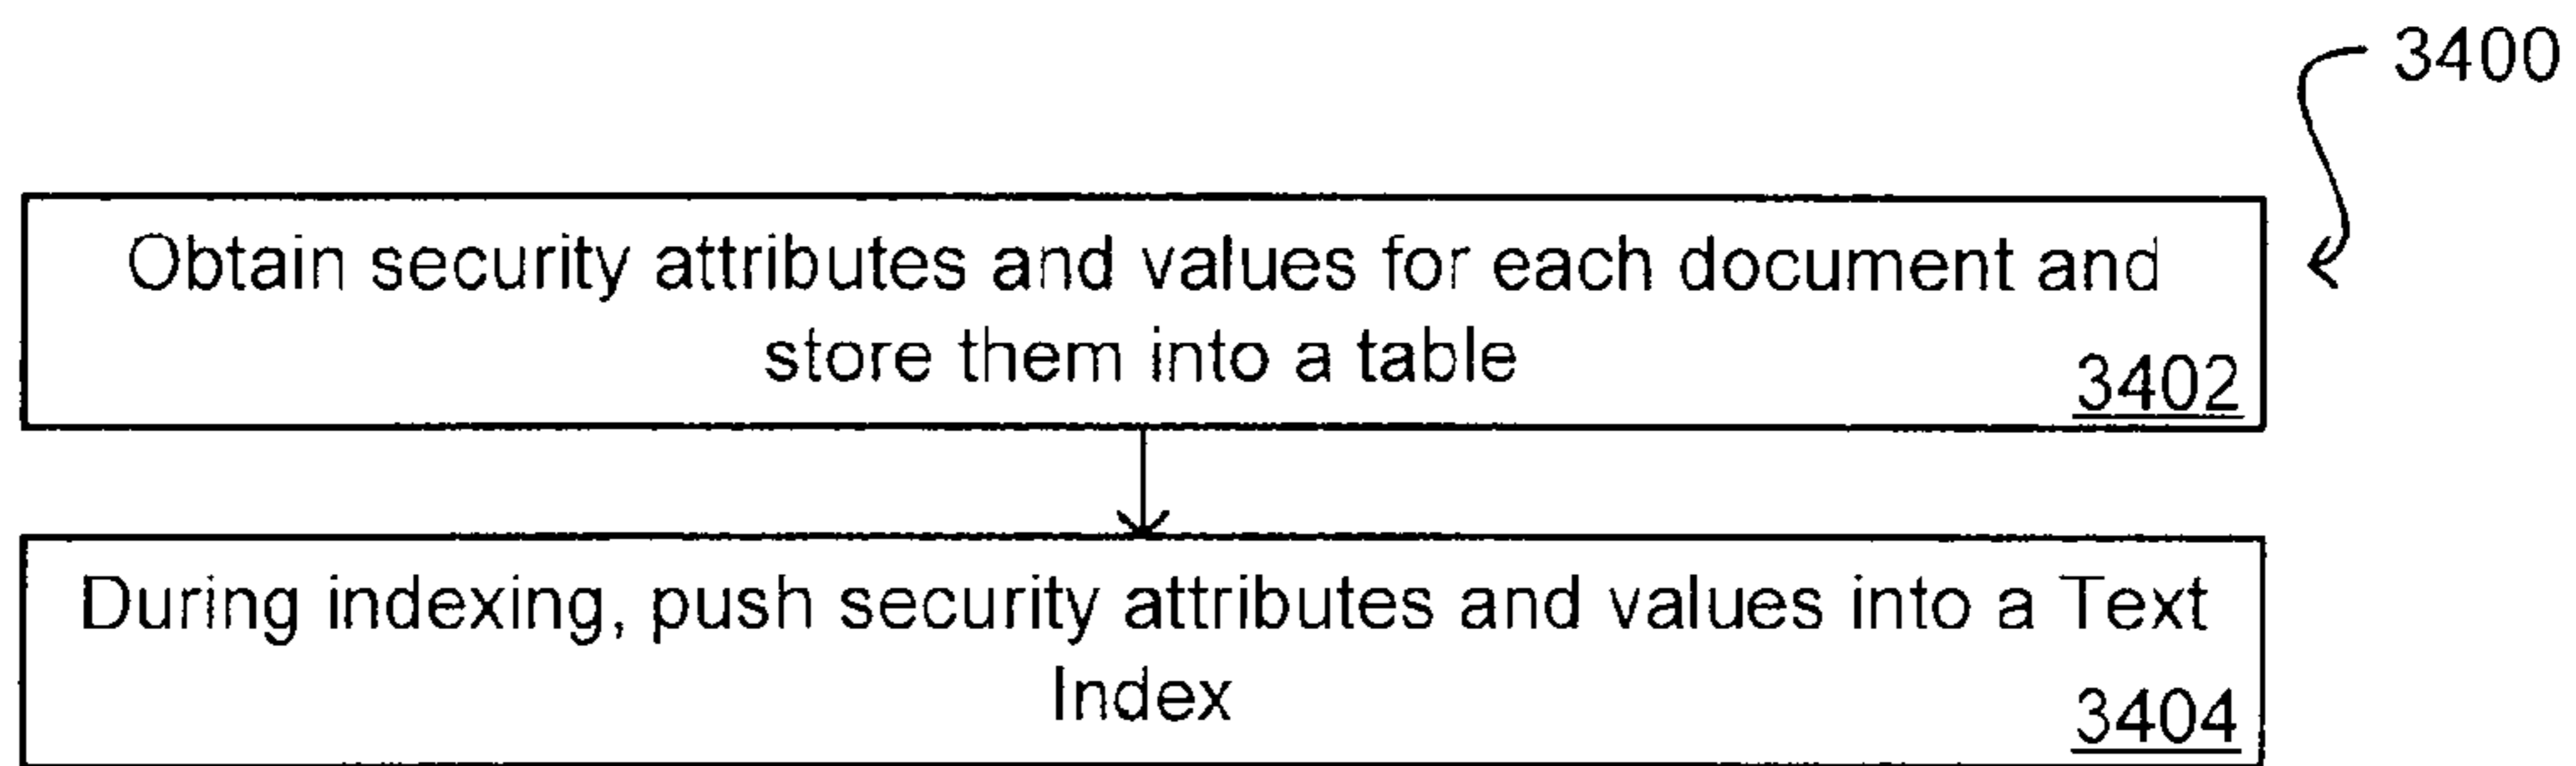 3400
Obtain security attributes and values for each document and
store them into a table
3402
During indexing, push security attributes and values into a Text
Index
3404